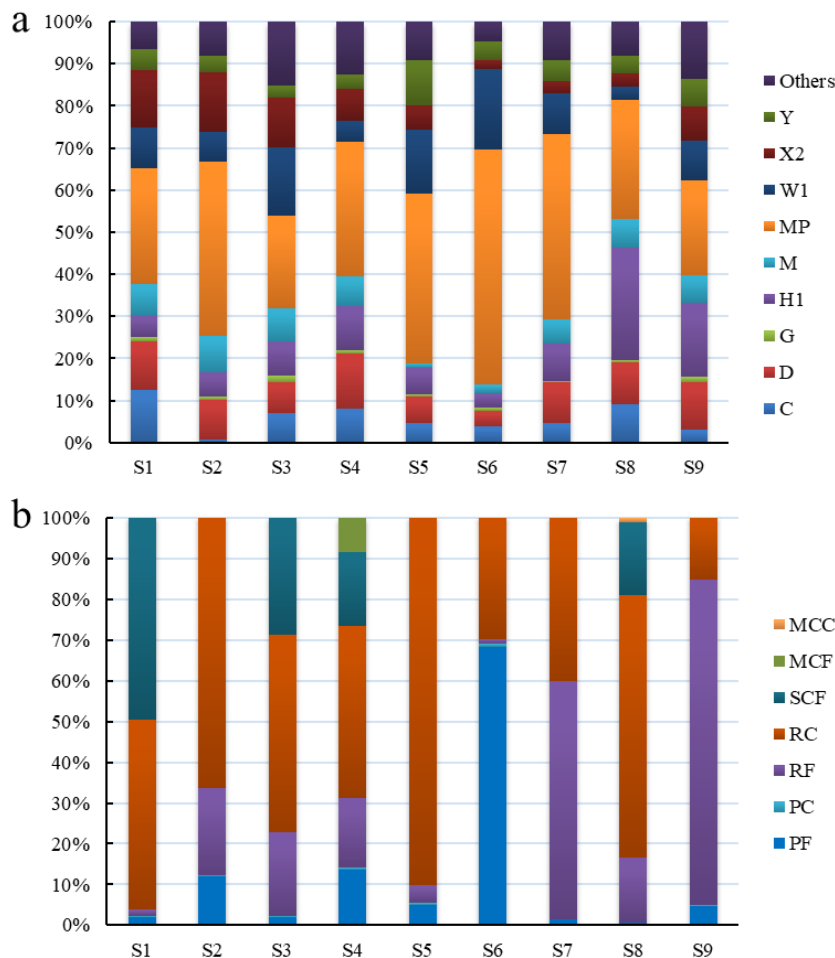 a
100%
90%
80%
70%
60%
50%
40%
30%
20%
10%
0%
S1 S2 S3 S4 S5 S6 S7 S8 S9
Others
Y
X2
W1
MP
M
H1
G
D
C
b
100%
90%
80%
70%
60%
50%
40%
30%
20%
10%
0%
S1 S2 S3 S4 S5 S6 S7 S8 S9
MCC
MCF
SCF
RC
RF
PC
PF